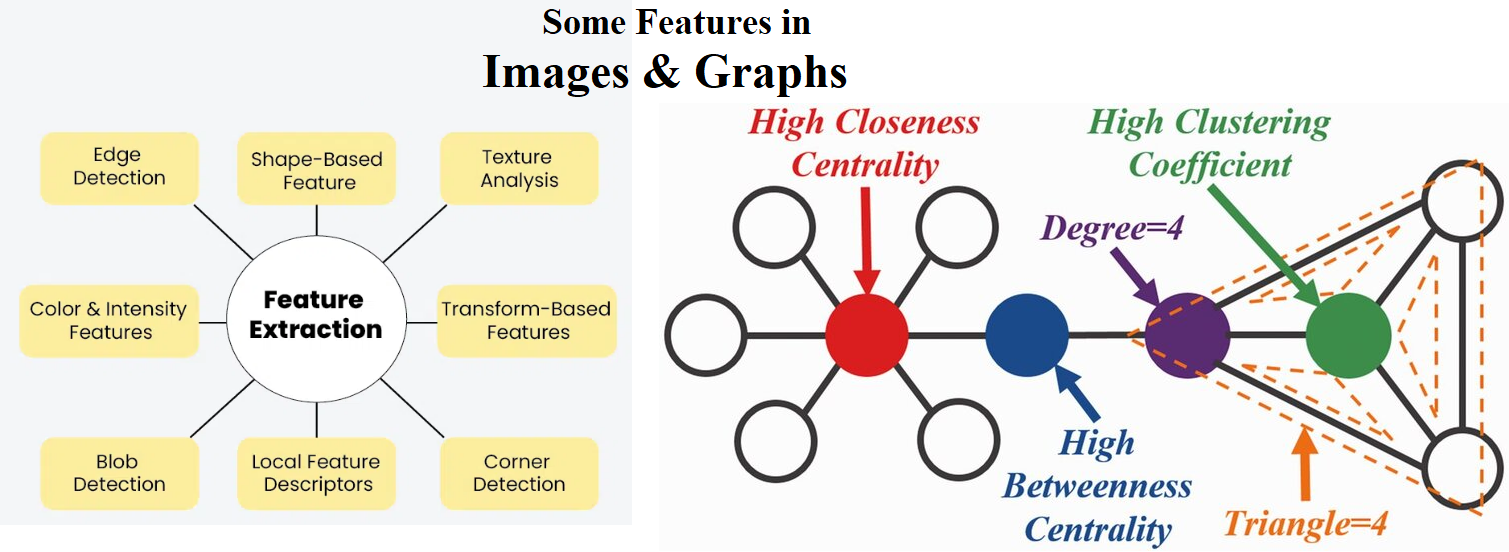 Some Features in
Images & Graphs
Edge
Detection
Shape-Based
Feature
Texture
Analysis
Color & Intensity
Features
Feature
Extraction
Transform-Based
Features
Blob
Detection
Local Feature
Descriptors
Corner
Detection
High Closeness
Centrality
High Clustering
Coefficient
Degree=4
High
Betweenness
Centrality
Triangle=4